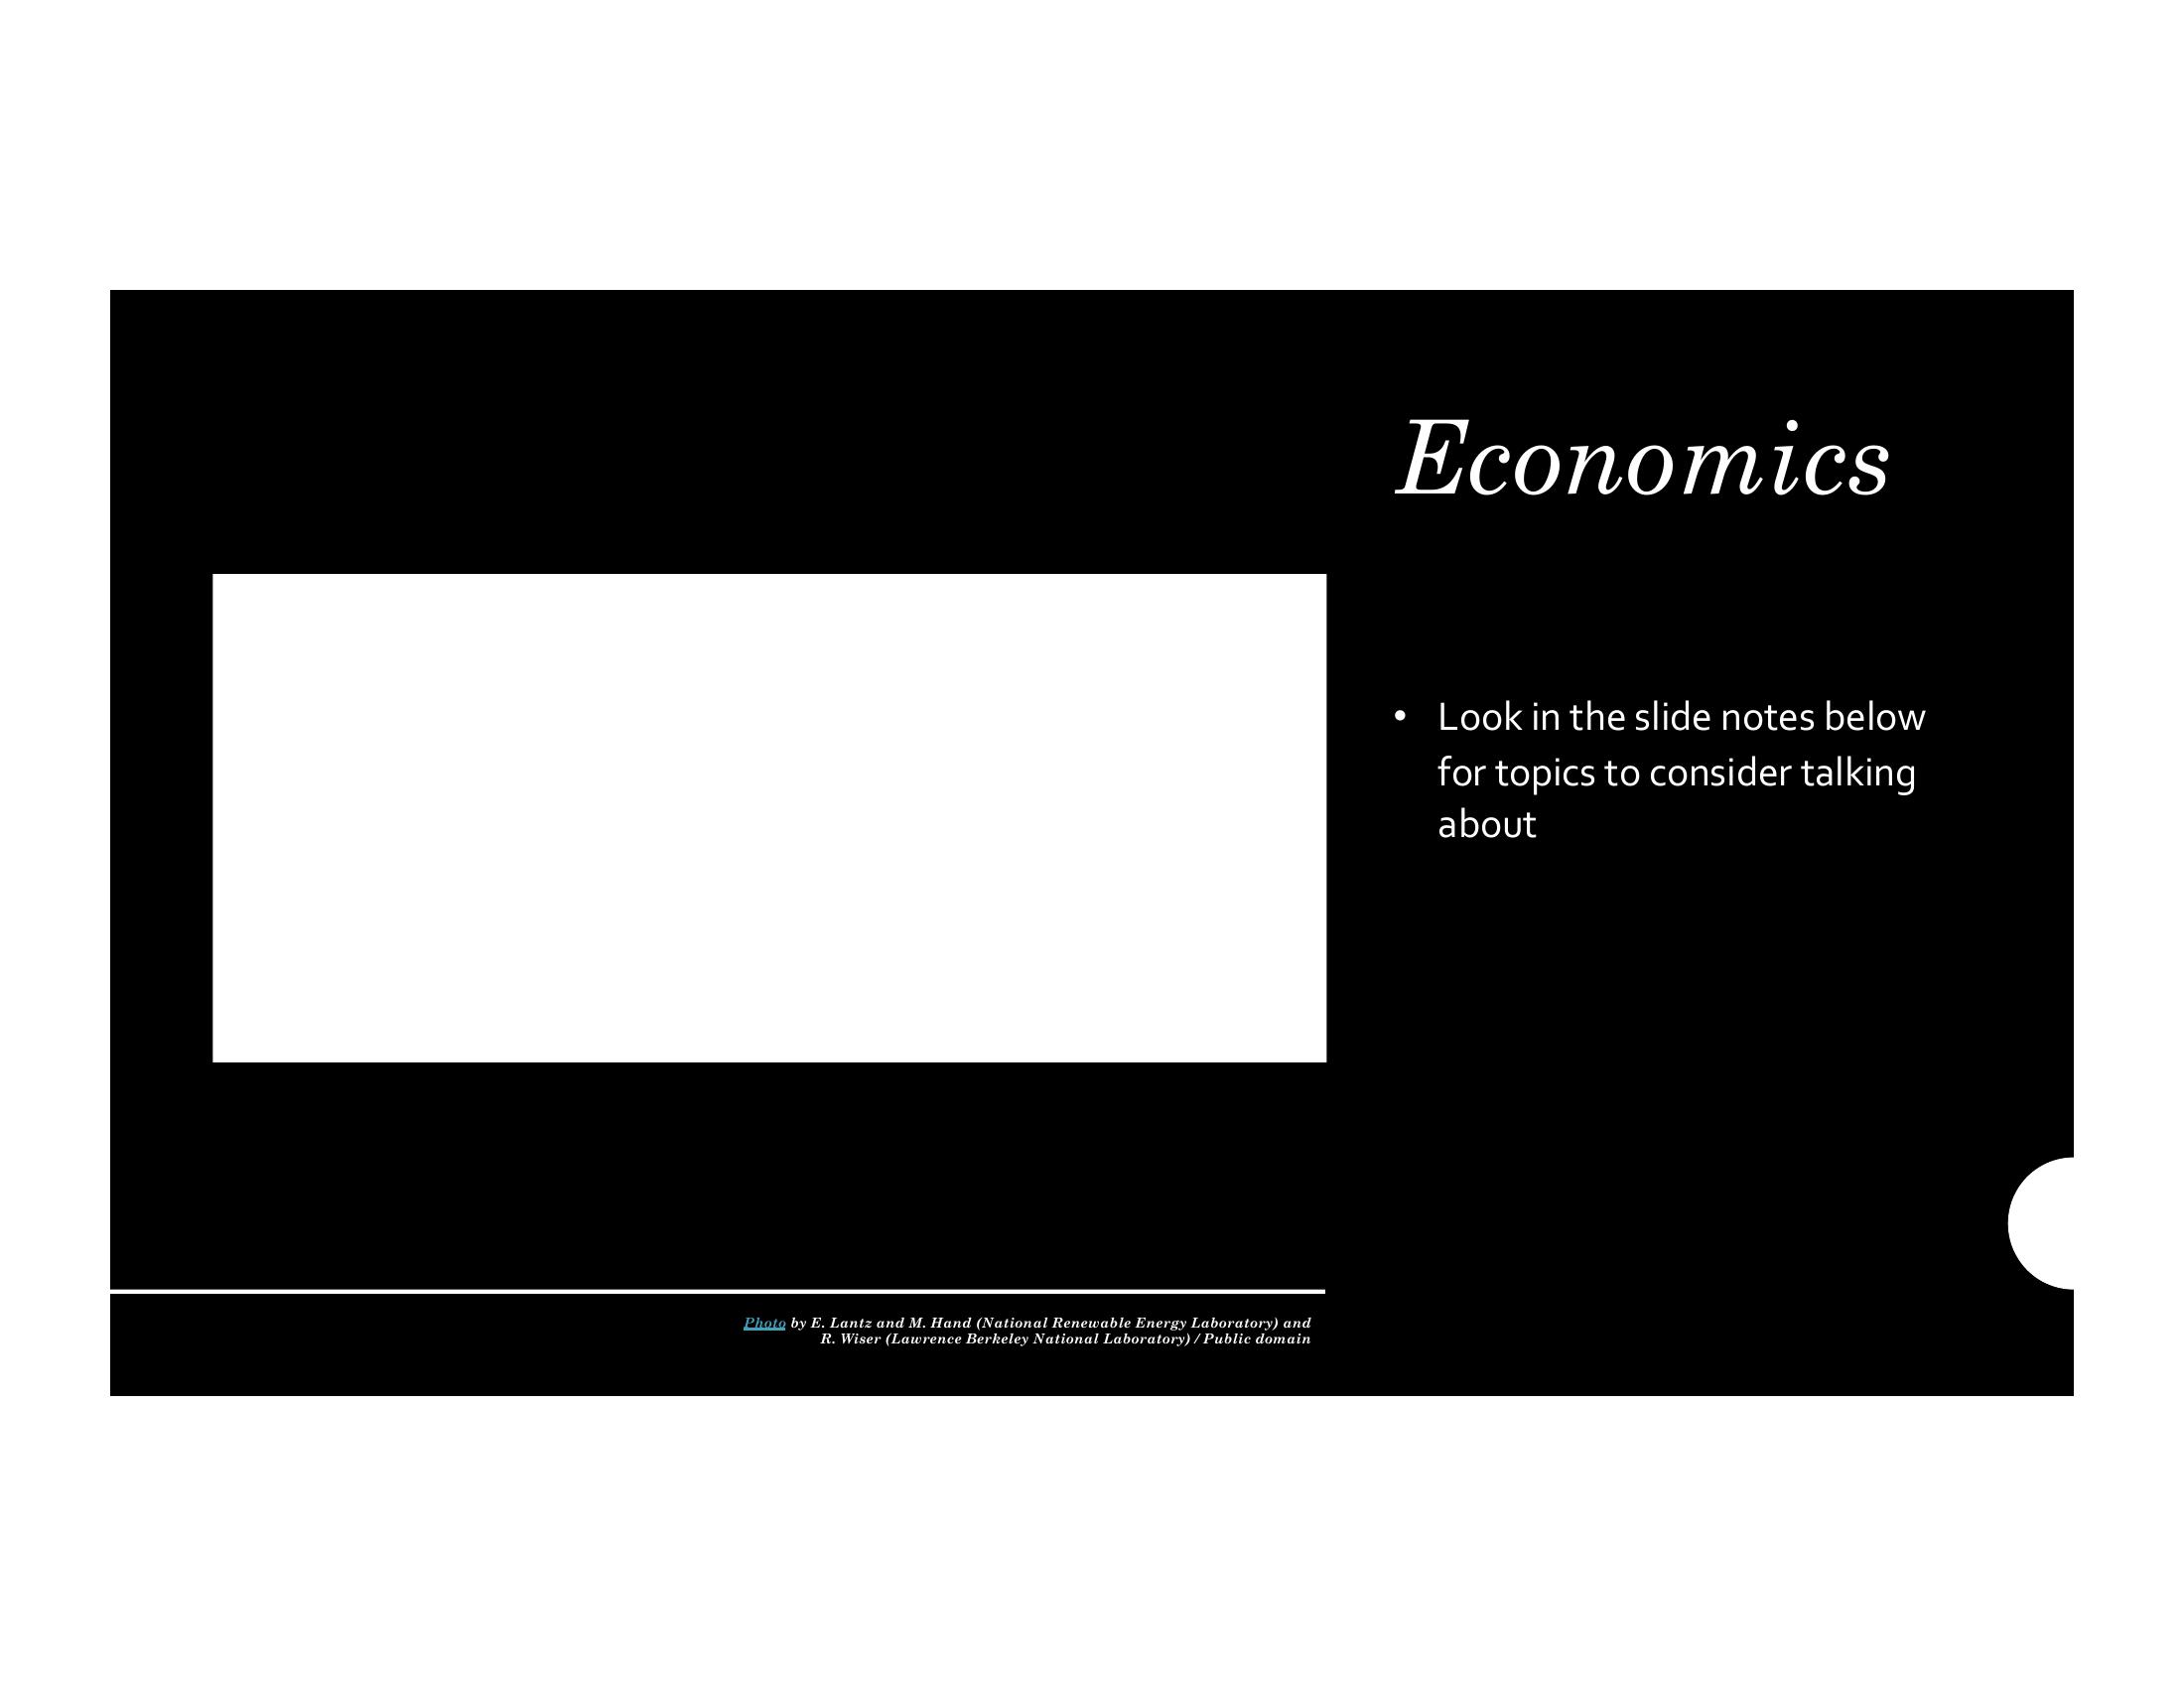 Economics
• Look in the slide notes below
for topics to consider talking
about
Photo by E. Lantz and M. Hand (National Renewable Energy Laboratory) and
R. Wiser (Lawrence Berkeley National Laboratory) / Public domain